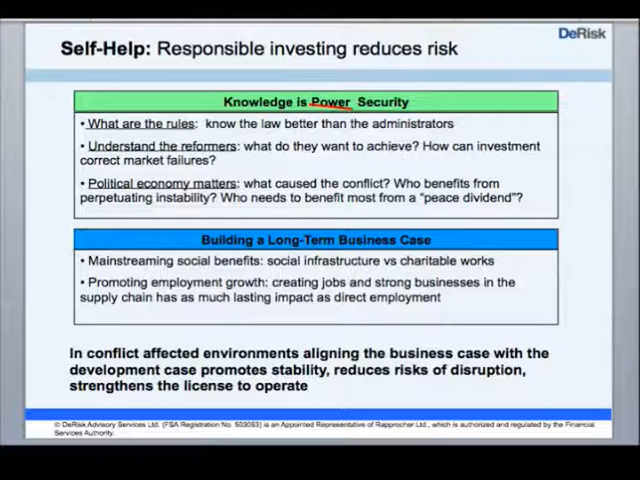 DeRisk
Self-Help: Responsible investing reduces risk
Knowledge is Power Security
• What are the rules: know the law better than the administrators
• Understand the reformers: what do they want to achieve? How can investment
correct market failures?
• Political economy matters: what caused the conflict? Who benefits from
perpetuating instability? Who needs to benefit most from a “peace dividend”?
Building a Long-Term Business Case
• Mainstreaming social benefits: social infrastructure vs charitable works
• Promoting employment growth: creating jobs and strong businesses in the
supply chain has as much lasting impact as direct employment
In conflict affected environments aligning the business case with the
development case promotes stability, reduces risks of disruption,
strengthens the license to operate
© DeRisk Advisory Services Ltd. (FSA Registration No. 503053) is an Appointed Representative of Rapprocher Ltd., which is authorized and regulated by the Financial
Services Authority.